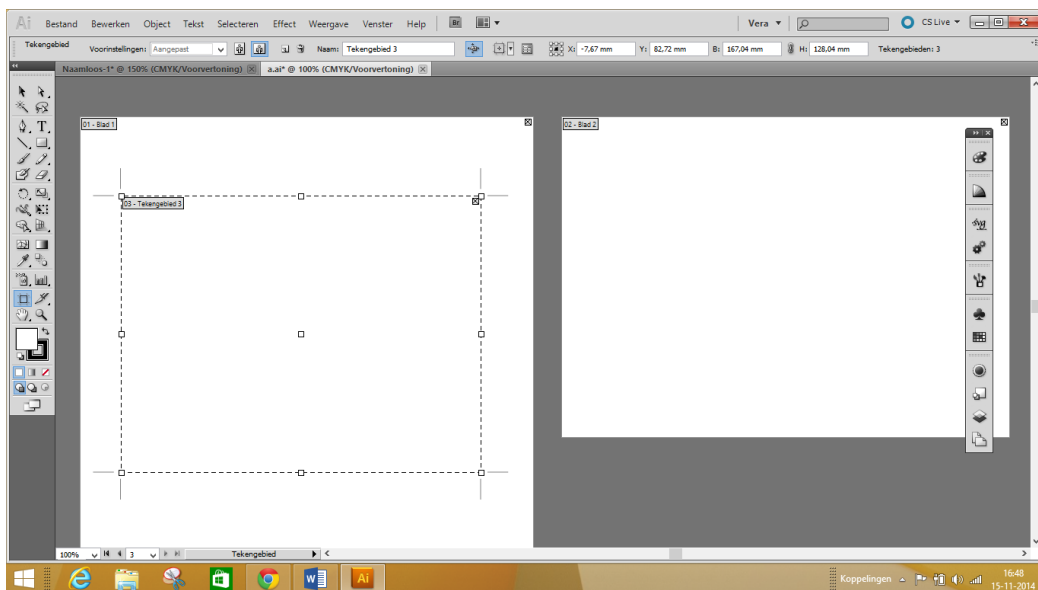 Ai Bestand Bewerken Object Tekst Selecteren Effect Weergave Venster Help Br Vera CS Live
Tekengebied Voorinstellingen: Aangepast Naam: Tekengebied 3 X: -7,67 mm Y: 82,72 mm B: 167,04 mm H: 128,04 mm Tekengebieden: 3
Naamloos-1* @ 150% (CMYK/Voorvertoning) a.ai* @ 100% (CMYK/Voorvertoning)
01 - Blad 1 02 - Blad 2
03 - Tekengebied 3
100% 3 Tekengebied
W Ai Koppelingen 16:48
15-11-2014